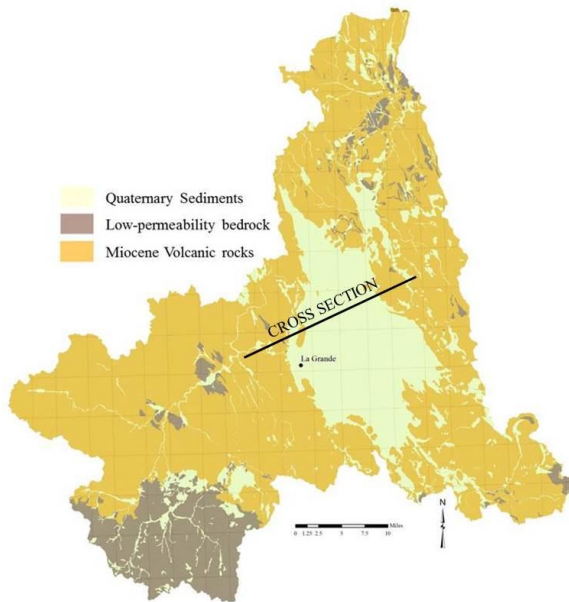 Quaternary Sediments
Low-permeability bedrock
Miocene Volcanic rocks
CROSS SECTION
La Grande
N
Miles
0 1.25 2.5 5 7.5 10